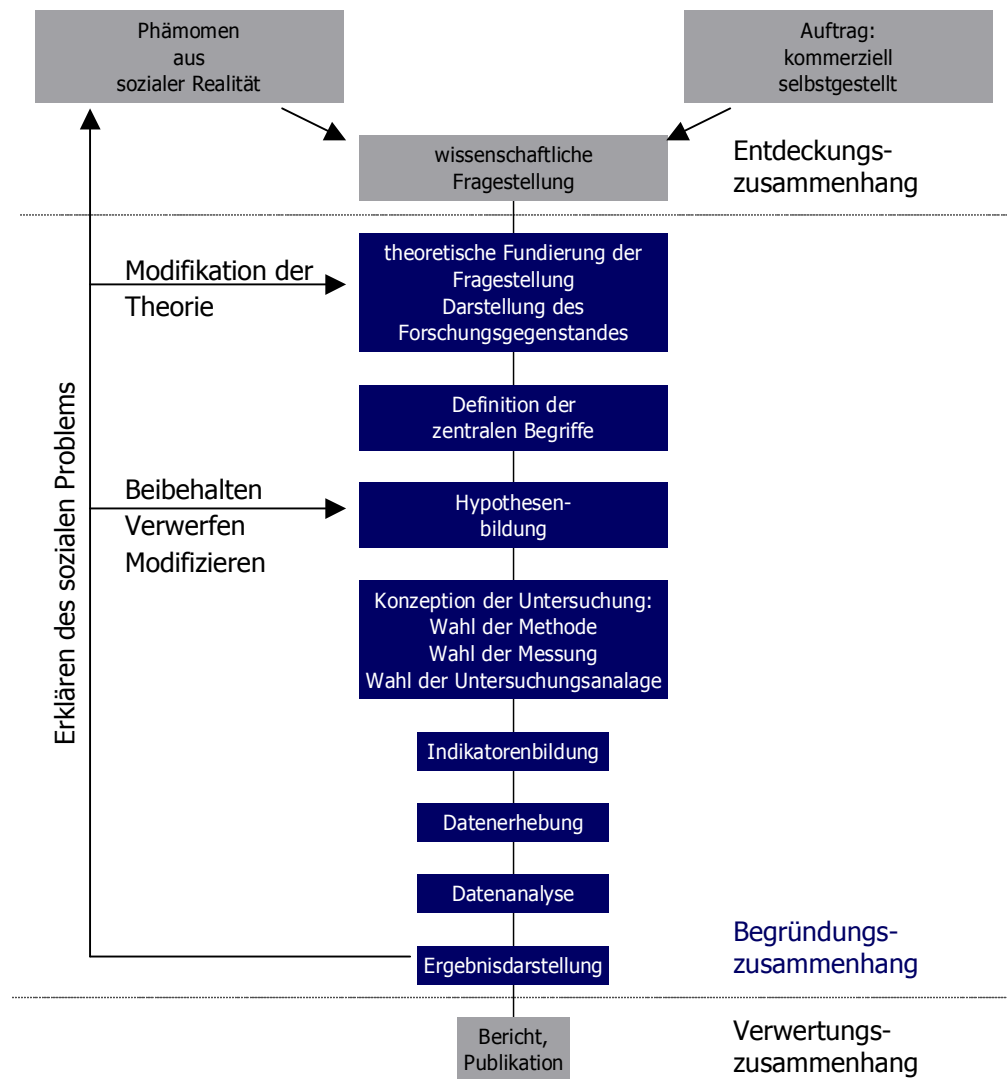 Phämomen
aus
sozialer Realität
Auftrag:
kommerziell
selbstgestellt
wissenschaftliche
Fragestellung
Entdeckungs-
zusammenhang
theoretische Fundierung der
Fragestellung
Darstellung des
Forschungsgegenstandes
Modifikation der
Theorie
Definition der
zentralen Begriffe
Erklären des sozialen Problems
Beibehalten
Verwerfen
Modifizieren
Hypothesen-
bildung
Konzeption der Untersuchung:
Wahl der Methode
Wahl der Messung
Wahl der Untersuchungsanalage
Indikatorenbildung
Datenerhebung
Datenanalyse
Ergebnisdarstellung
Begründungs-
zusammenhang
Bericht,
Publikation
Verwertungs-
zusammenhang